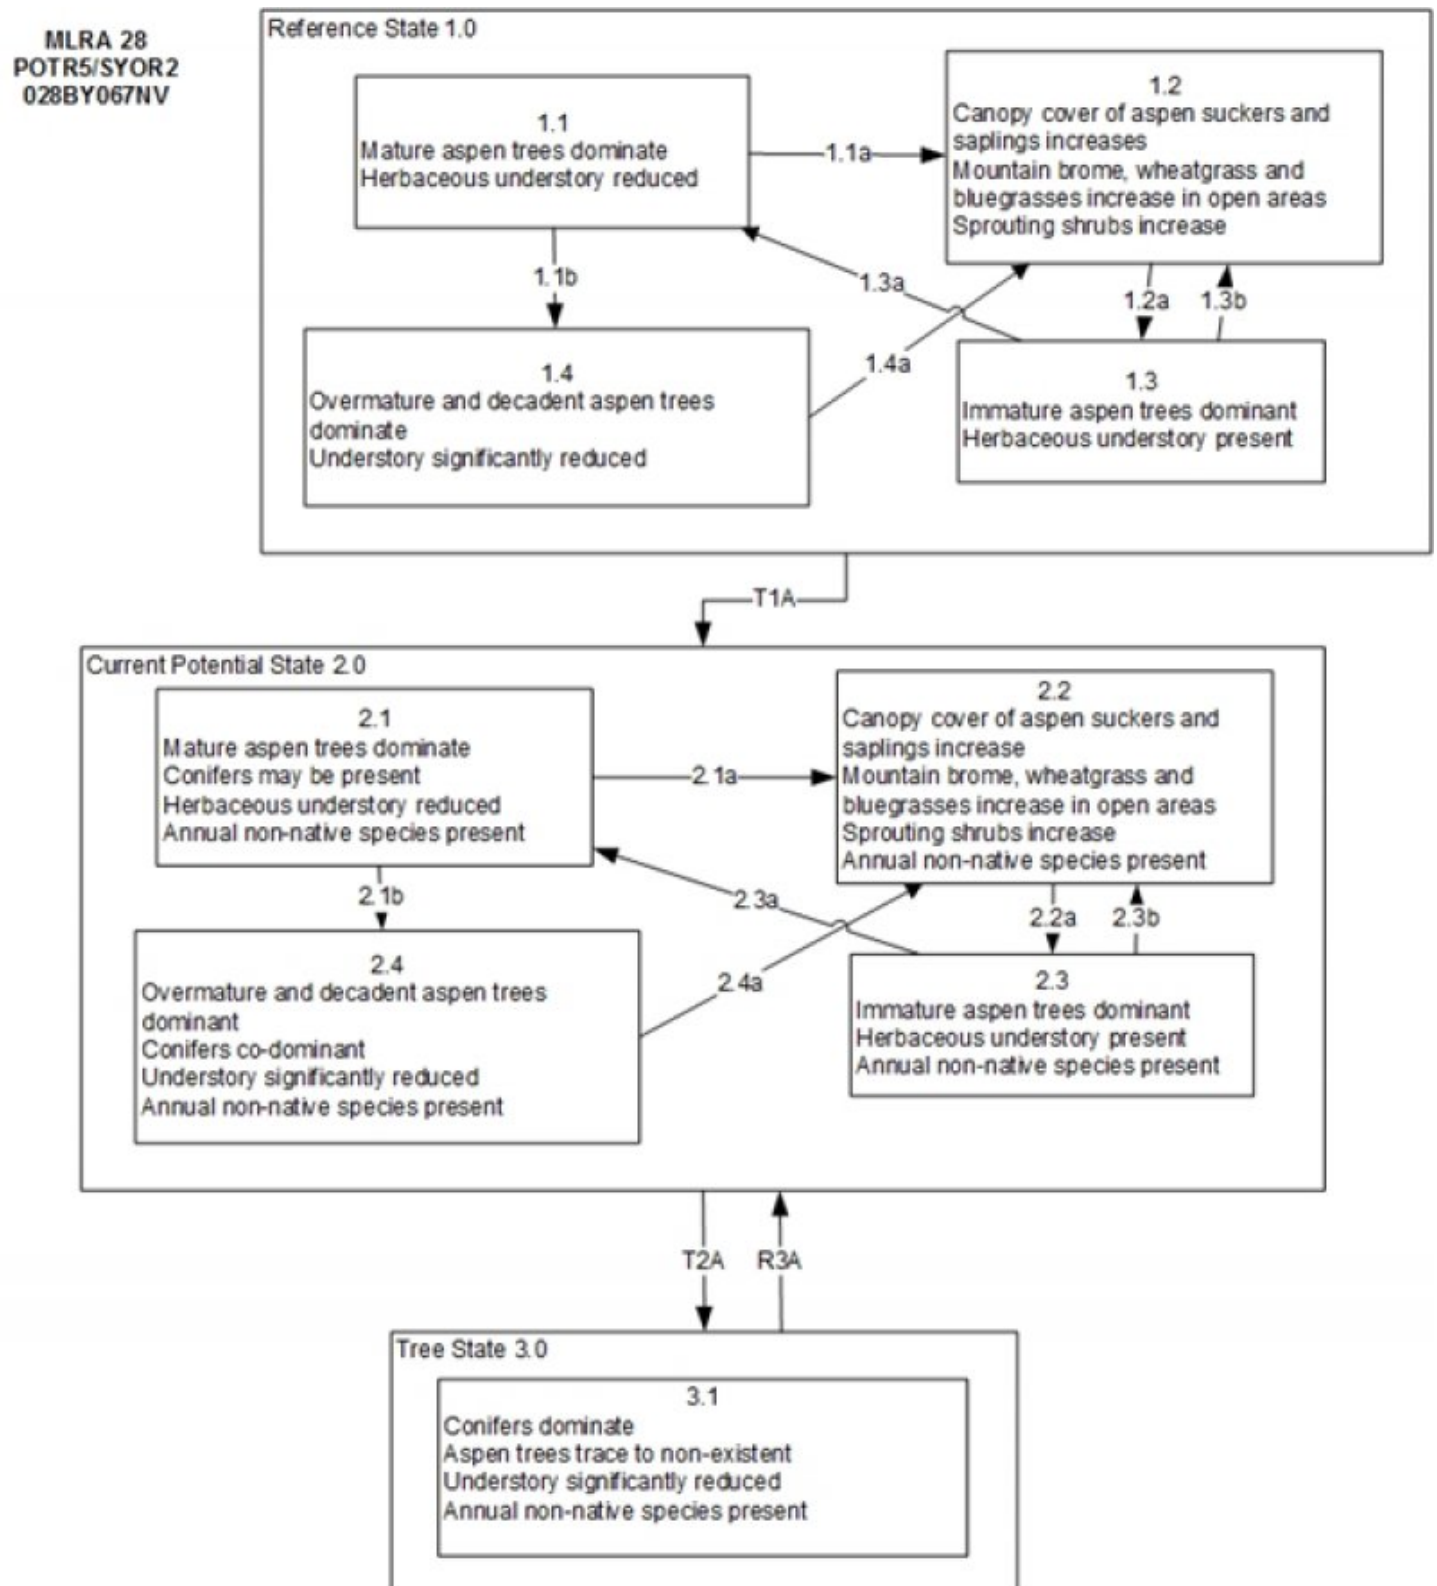 MLRA 28
POTR5/SYOR2
028BY067NV
Reference State 1.0
1.1
Mature aspen trees dominate
Herbaceous understory reduced
1.1a
1.2
Canopy cover of aspen suckers and
saplings increases
Mountain brome, wheatgrass and
bluegrasses increase in open areas
Sprouting shrubs increase
1.1b
1.3a
1.2a
1.3b
1.4a
1.4
Overmature and decadent aspen trees
dominate
Understory significantly reduced
1.3
Immature aspen trees dominant
Herbaceous understory present
T1A
Current Potential State 2.0
2.1
Mature aspen trees dominate
Conifers may be present
Herbaceous understory reduced
Annual non-native species present
2.1a
2.2
Canopy cover of aspen suckers and
saplings increase
Mountain brome, wheatgrass and
bluegrasses increase in open areas
Sprouting shrubs increase
Annual non-native species present
2.1b
2.3a
2.2a
2.3b
2.4a
2.4
Overmature and decadent aspen trees
dominant
Conifers co-dominant
Understory significantly reduced
Annual non-native species present
2.3
Immature aspen trees dominant
Herbaceous understory present
Annual non-native species present
T2A
R3A
Tree State 3.0
3.1
Conifers dominate
Aspen trees trace to non-existent
Understory significantly reduced
Annual non-native species present